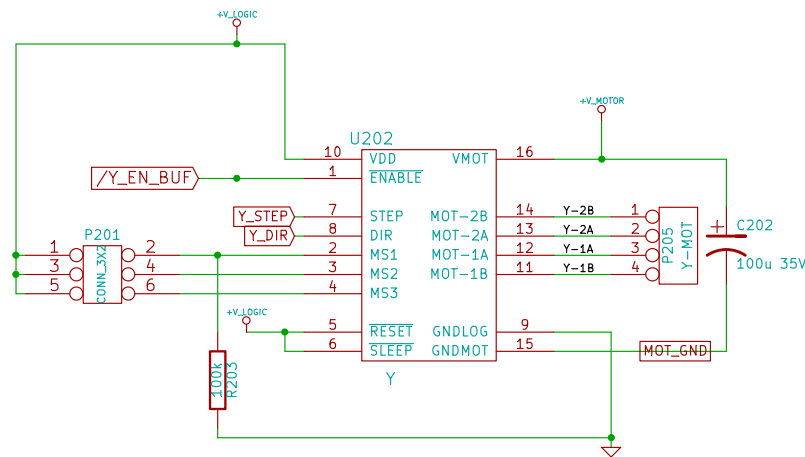 +V_LOGIC
+V_MOTOR
U202
10 VDD VMOT 16
/Y_EN_BUF 1 ENABLE
Y_STEP 7 STEP MOT-2B 14 Y-2B 1
Y_DIR 8 DIR MOT-2A 13 Y-2A 2
P201
1 2 2 MS1 MOT-1A 12 Y-1A 3
3 4 3 MS2 MOT-1B 11 Y-1B 4
5 6 4 MS3
CONN_3X2
P205
Y-MOT
C202
100u 35V
+V_LOGIC
5 RESET GNDLOG 9
6 SLEEP GNDMOT 15 MOT_GND
Y
100k
R203